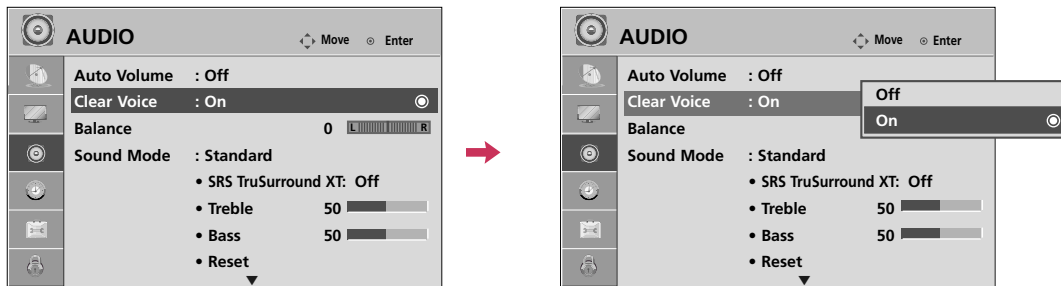 AUDIO
Move Enter
Auto Volume : Off
Clear Voice : On
Balance 0 L R
Sound Mode : Standard
• SRS TruSurround XT: Off
• Treble 50
• Bass 50
• Reset
AUDIO
Move Enter
Auto Volume : Off
Clear Voice : On
Balance
Sound Mode : Standard
• SRS TruSurround XT: Off
• Treble 50
• Bass 50
• Reset
Off
On